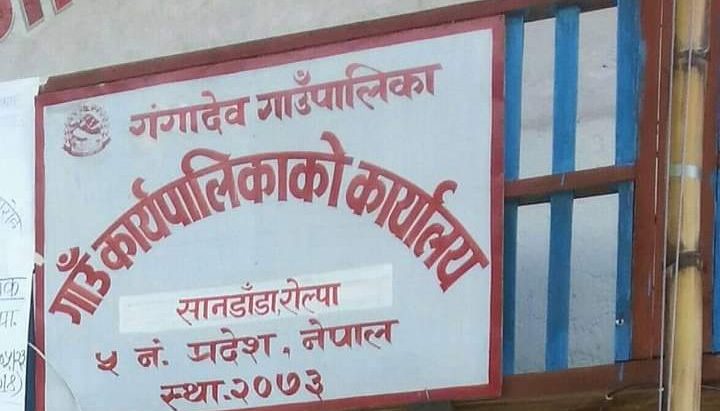 गंगादेव गाउँपालिका
गाउँ कार्यपालिकाको कार्यालय
सानडाँडा,रोल्पा
५ नं. प्रदेश, नेपाल
स्था.२०७३